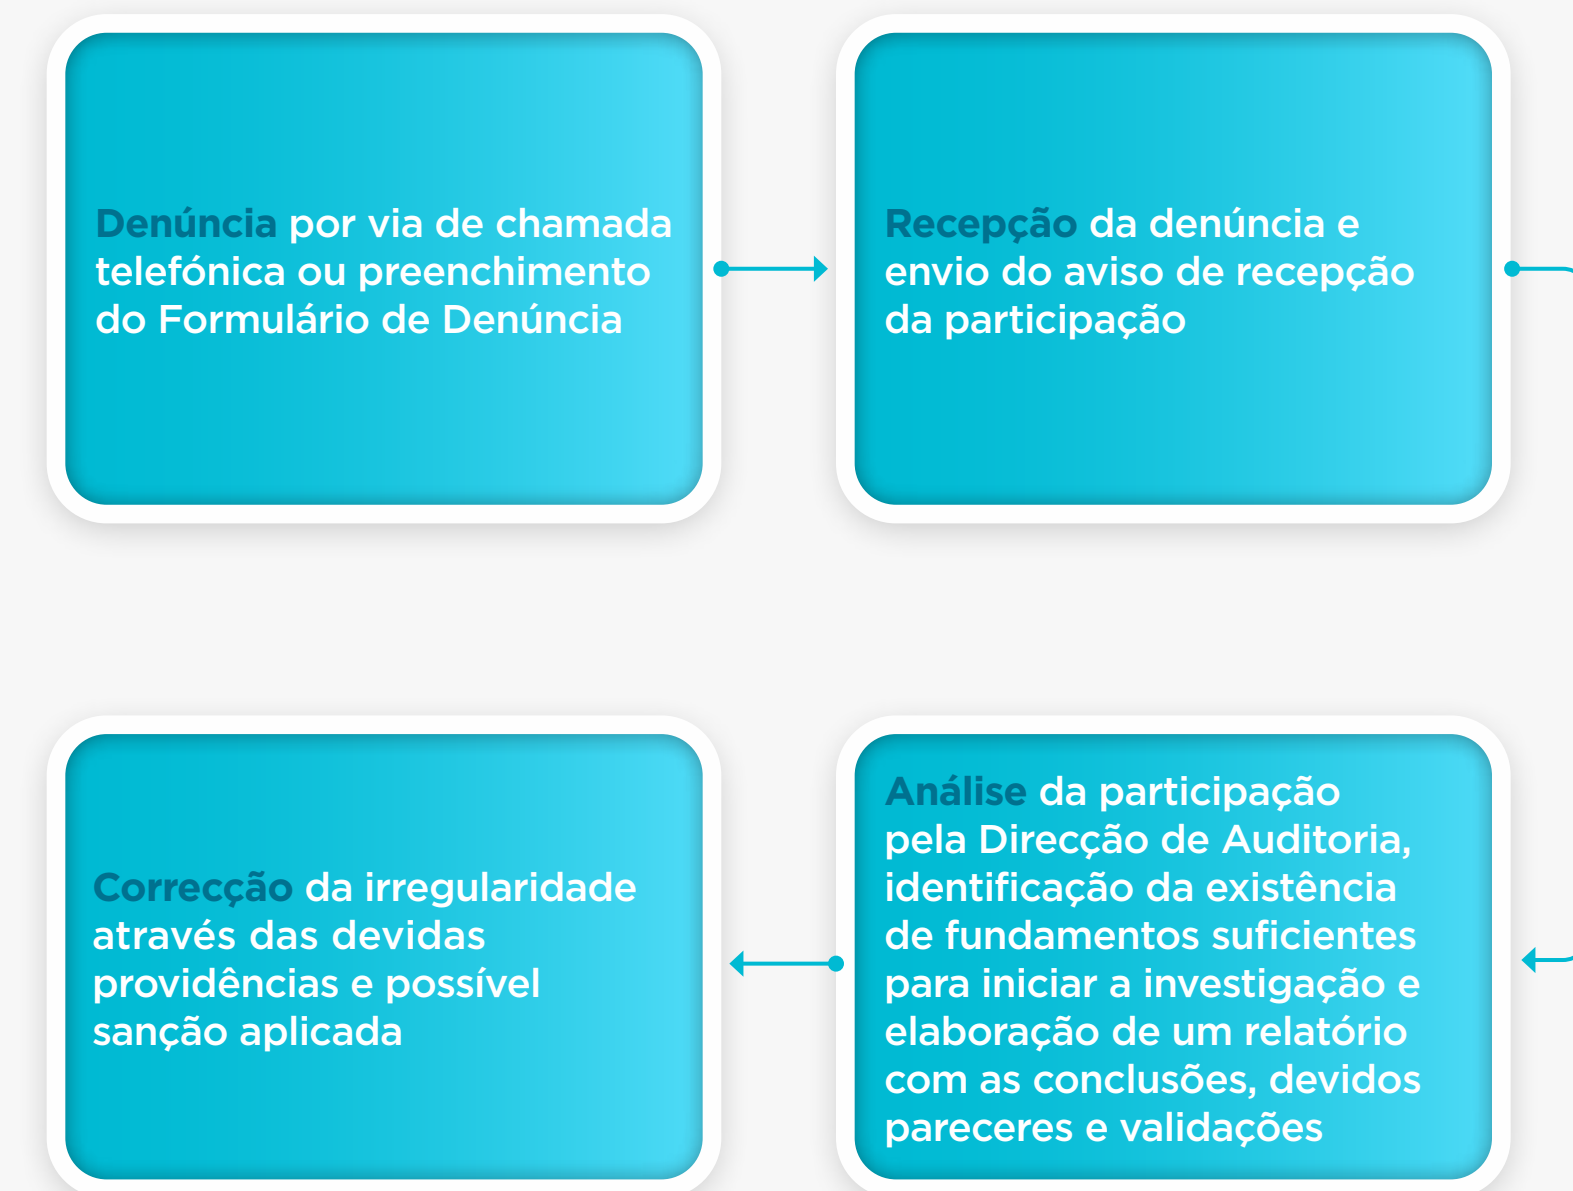 Denúncia por via de chamada
telefónica ou preenchimento
do Formulário de Denúncia
Recepção da denúncia e
envio do aviso de recepção
da participação
Análise da participação
pela Direcção de Auditoria,
identificação da existência
de fundamentos suficientes
para iniciar a investigação e
elaboração de um relatório
com as conclusões, devidos
pareceres e validações
Correcção da irregularidade
através das devidas
providências e possível
sanção aplicada